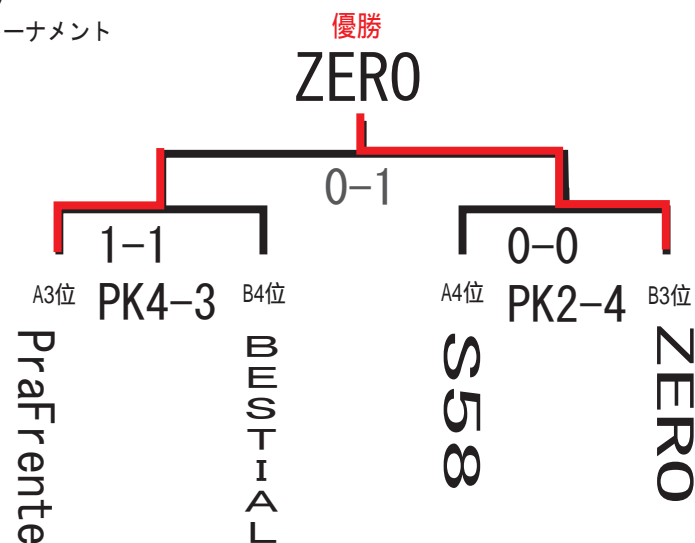 ーナメント
優勝
ZERO
0-1
1-1
0-0
A3位
PK4-3
B4位
A4位
PK2-4
B3位
PraFrente
BESTIAL
S58
ZERO